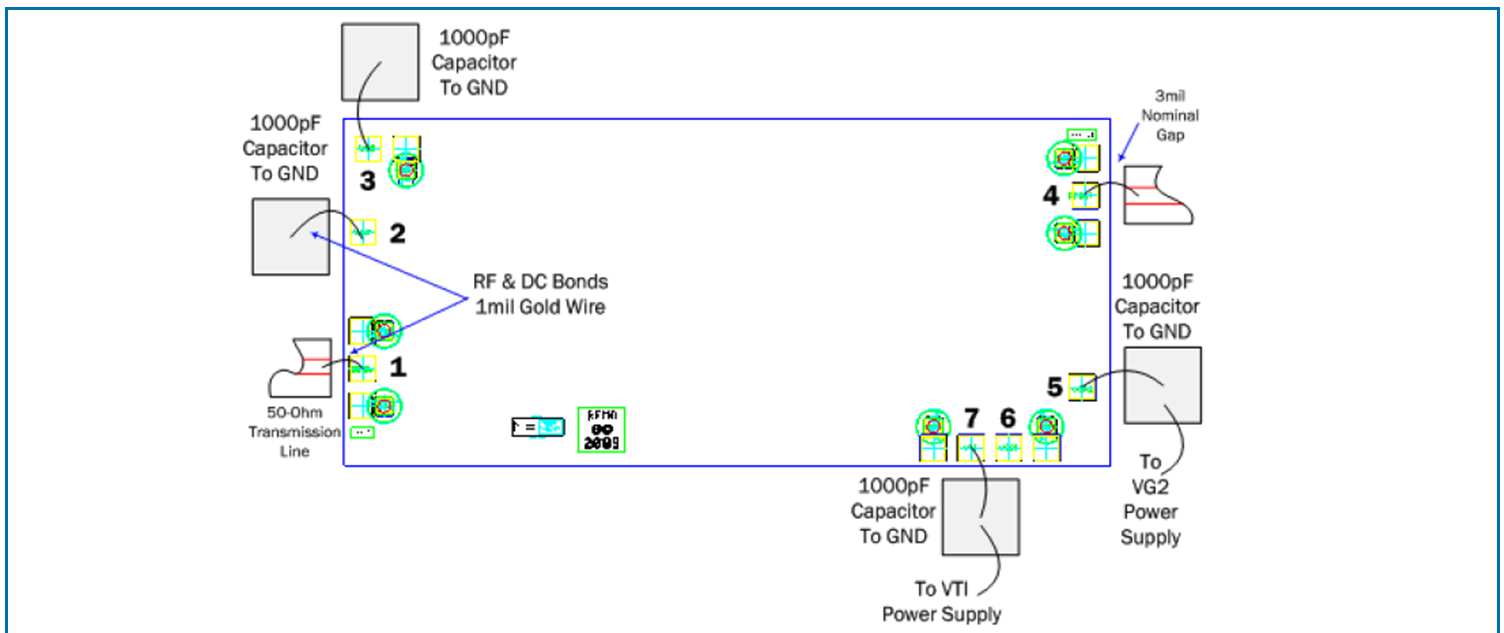 1000pF
Capacitor
To GND
1000pF
Capacitor
To GND
3mil
Nominal
Gap
3
4
2
RF & DC Bonds
1mil Gold Wire
1000pF
Capacitor
To GND
1
5
50-Ohm
Transmission
Line
RFMD
2009
7
6
1000pF
Capacitor
To GND
To
VG2
Power
Supply
To VTI
Power Supply